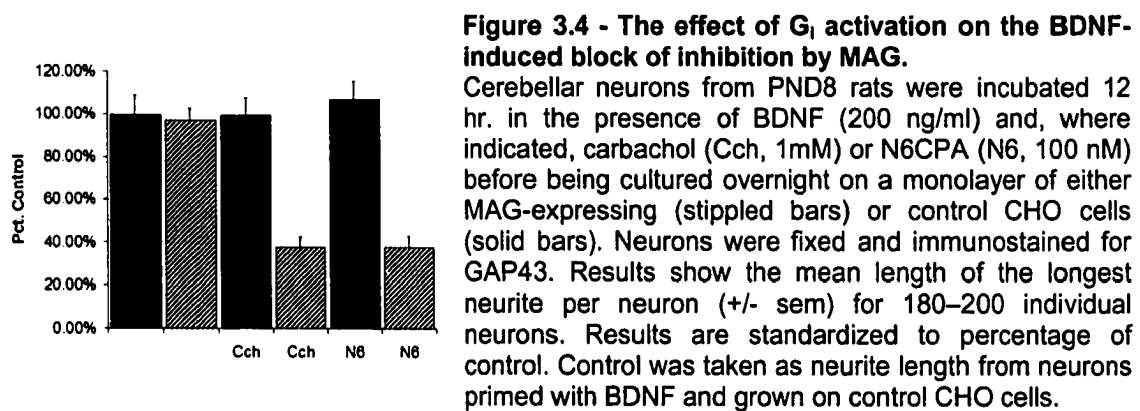 Figure 3.4 - The effect of Gi activation on the BDNF-
induced block of inhibition by MAG.
Cerebellar neurons from PND8 rats were incubated 12
hr. in the presence of BDNF (200 ng/ml) and, where
indicated, carbachol (Cch, 1mM) or N6CPA (N6, 100 nM)
before being cultured overnight on a monolayer of either
MAG-expressing (stippled bars) or control CHO cells
(solid bars). Neurons were fixed and immunostained for
GAP43. Results show the mean length of the longest
neurite per neuron (+/- sem) for 180–200 individual
neurons. Results are standardized to percentage of
control. Control was taken as neurite length from neurons
primed with BDNF and grown on control CHO cells.
Pct. Control
120.00%
100.00%
80.00%
60.00%
40.00%
20.00%
0.00%
Cch Cch N6 N6